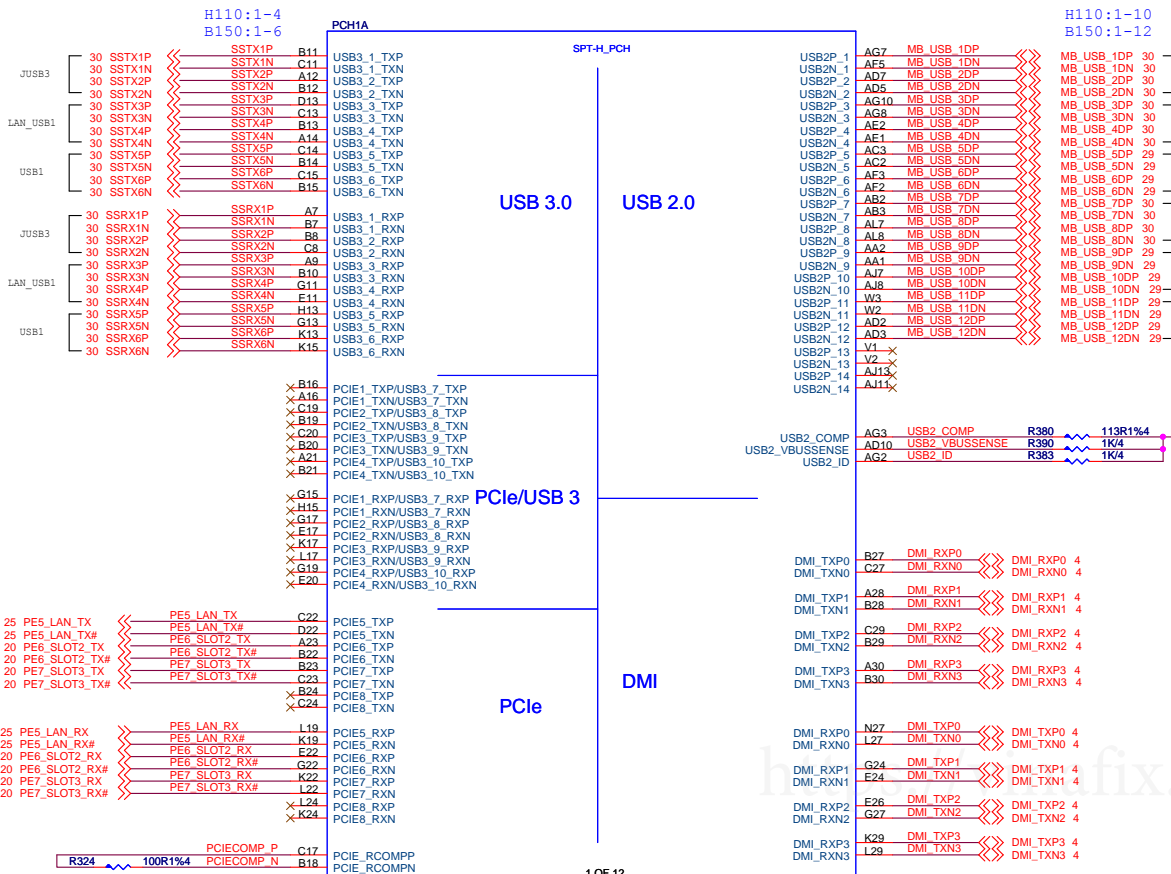 H110:1-4
B150:1-6
PCH1A
SPT-H_PCH
H110:1-10
B150:1-12
JUSB3
30 SSTX1P SSTX1P B11 USB3_1_TXP
30 SSTX1N SSTX1N C11 USB3_1_TXN
30 SSTX2P SSTX2P A12 USB3_2_TXP
30 SSTX2N SSTX2N B12 USB3_2_TXN
LAN_USB1
30 SSTX3P SSTX3P D13 USB3_3_TXP
30 SSTX3N SSTX3N C13 USB3_3_TXN
30 SSTX4P SSTX4P B13 USB3_4_TXP
30 SSTX4N SSTX4N A14 USB3_4_TXN
USB1
30 SSTX5P SSTX5P C14 USB3_5_TXP
30 SSTX5N SSTX5N B14 USB3_5_TXN
30 SSTX6P SSTX6P C15 USB3_6_TXP
30 SSTX6N SSTX6N B15 USB3_6_TXN
JUSB3
30 SSRX1P SSRX1P A7 USB3_1_RXP
30 SSRX1N SSRX1N B7 USB3_1_RXN
30 SSRX2P SSRX2P B8 USB3_2_RXP
30 SSRX2N SSRX2N C8 USB3_2_RXN
LAN_USB1
30 SSRX3P SSRX3P A9 USB3_3_RXP
30 SSRX3N SSRX3N B10 USB3_3_RXN
30 SSRX4P SSRX4P G11 USB3_4_RXP
30 SSRX4N SSRX4N E11 USB3_4_RXN
USB1
30 SSRX5P SSRX5P H13 USB3_5_RXP
30 SSRX5N SSRX5N G13 USB3_5_RXN
30 SSRX6P SSRX6P K13 USB3_6_RXP
30 SSRX6N SSRX6N K15 USB3_6_RXN
USB 3.0
USB 2.0
USB2P_1 AG7 MB_USB_1DP MB_USB_1DP 30
USB2N_1 AF5 MB_USB_1DN MB_USB_1DN 30
USB2P_2 AD7 MB_USB_2DP MB_USB_2DP 30
USB2N_2 AD5 MB_USB_2DN MB_USB_2DN 30
USB2P_3 AG10 MB_USB_3DP MB_USB_3DP 30
USB2N_3 AG8 MB_USB_3DN MB_USB_3DN 30
USB2P_4 AE2 MB_USB_4DP MB_USB_4DP 30
USB2N_4 AE1 MB_USB_4DN MB_USB_4DN 30
USB2P_5 AC3 MB_USB_5DP MB_USB_5DP 29
USB2N_5 AC2 MB_USB_5DN MB_USB_5DN 29
USB2P_6 AF3 MB_USB_6DP MB_USB_6DP 29
USB2N_6 AF2 MB_USB_6DN MB_USB_6DN 29
USB2P_7 AB2 MB_USB_7DP MB_USB_7DP 30
USB2N_7 AB3 MB_USB_7DN MB_USB_7DN 30
USB2P_8 AL7 MB_USB_8DP MB_USB_8DP 30
USB2N_8 AL8 MB_USB_8DN MB_USB_8DN 30
USB2P_9 AA2 MB_USB_9DP MB_USB_9DP 29
USB2N_9 AA1 MB_USB_9DN MB_USB_9DN 29
USB2P_10 AJ7 MB_USB_10DP MB_USB_10DP 29
USB2N_10 AJ8 MB_USB_10DN MB_USB_10DN 29
USB2P_11 W3 MB_USB_11DP MB_USB_11DP 29
USB2N_11 W2 MB_USB_11DN MB_USB_11DN 29
USB2P_12 AD2 MB_USB_12DP MB_USB_12DP 29
USB2N_12 AD3 MB_USB_12DN MB_USB_12DN 29
USB2P_13 V1
USB2N_13 V2
USB2P_14 AJ13
USB2N_14 AJ11
B16 PCIE1_TXP/USB3_7_TXP
A16 PCIE1_TXN/USB3_7_TXN
C19 PCIE2_TXP/USB3_8_TXP
B19 PCIE2_TXN/USB3_8_TXN
C20 PCIE3_TXP/USB3_9_TXP
B20 PCIE3_TXN/USB3_9_TXN
A21 PCIE4_TXP/USB3_10_TXP
B21 PCIE4_TXN/USB3_10_TXN
USB2_COMP AG3 USB2_COMP R380 113R1%4
USB2_VBUSSENSE AD10 USB2_VBUSSENSE R390 1K/4
USB2_ID AG2 USB2_ID R383 1K/4
PCIe/USB 3
G15 PCIE1_RXP/USB3_7_RXP
H15 PCIE1_RXN/USB3_7_RXN
G17 PCIE2_RXP/USB3_8_RXP
E17 PCIE2_RXN/USB3_8_RXN
K17 PCIE3_RXP/USB3_9_RXP
L17 PCIE3_RXN/USB3_9_RXN
G19 PCIE4_RXP/USB3_10_RXP
E20 PCIE4_RXN/USB3_10_RXN
DMI_TXP0 B27 DMI_RXP0 DMI_RXP0 4
DMI_TXN0 C27 DMI_RXN0 DMI_RXN0 4
DMI_TXP1 A28 DMI_RXP1 DMI_RXP1 4
DMI_TXN1 B28 DMI_RXN1 DMI_RXN1 4
DMI_TXP2 C29 DMI_RXP2 DMI_RXP2 4
DMI_TXN2 B29 DMI_RXN2 DMI_RXN2 4
DMI_TXP3 A30 DMI_RXP3 DMI_RXP3 4
DMI_TXN3 B30 DMI_RXN3 DMI_RXN3 4
25 PE5_LAN_TX PE5_LAN_TX C22 PCIE5_TXP
25 PE5_LAN_TX# PE5_LAN_TX# D22 PCIE5_TXN
20 PE6_SLOT2_TX PE6_SLOT2_TX A23 PCIE6_TXP
20 PE6_SLOT2_TX# PE6_SLOT2_TX# B22 PCIE6_TXN
20 PE7_SLOT3_TX PE7_SLOT3_TX B23 PCIE7_TXP
20 PE7_SLOT3_TX# PE7_SLOT3_TX# C23 PCIE7_TXN
B24 PCIE8_TXP
C24 PCIE8_TXN
DMI
PCIe
25 PE5_LAN_RX PE5_LAN_RX L19 PCIE5_RXP
25 PE5_LAN_RX# PE5_LAN_RX# K19 PCIE5_RXN
20 PE6_SLOT2_RX PE6_SLOT2_RX E22 PCIE6_RXP
20 PE6_SLOT2_RX# PE6_SLOT2_RX# G22 PCIE6_RXN
20 PE7_SLOT3_RX PE7_SLOT3_RX K22 PCIE7_RXP
20 PE7_SLOT3_RX# PE7_SLOT3_RX# L22 PCIE7_RXN
L24 PCIE8_RXP
K24 PCIE8_RXN
DMI_RXP0 N27 DMI_TXP0 DMI_TXP0 4
DMI_RXN0 L27 DMI_TXN0 DMI_TXN0 4
DMI_RXP1 G24 DMI_TXP1 DMI_TXP1 4
DMI_RXN1 E24 DMI_TXN1 DMI_TXN1 4
DMI_RXP2 E26 DMI_TXP2 DMI_TXP2 4
DMI_RXN2 G27 DMI_TXN2 DMI_TXN2 4
DMI_RXP3 K29 DMI_TXP3 DMI_TXP3 4
DMI_RXN3 L29 DMI_TXN3 DMI_TXN3 4
PCIECOMP_P C17 PCIE_RCOMPP
R324 100R1%4 PCIECOMP_N B18 PCIE_RCOMPN
1 OF 12